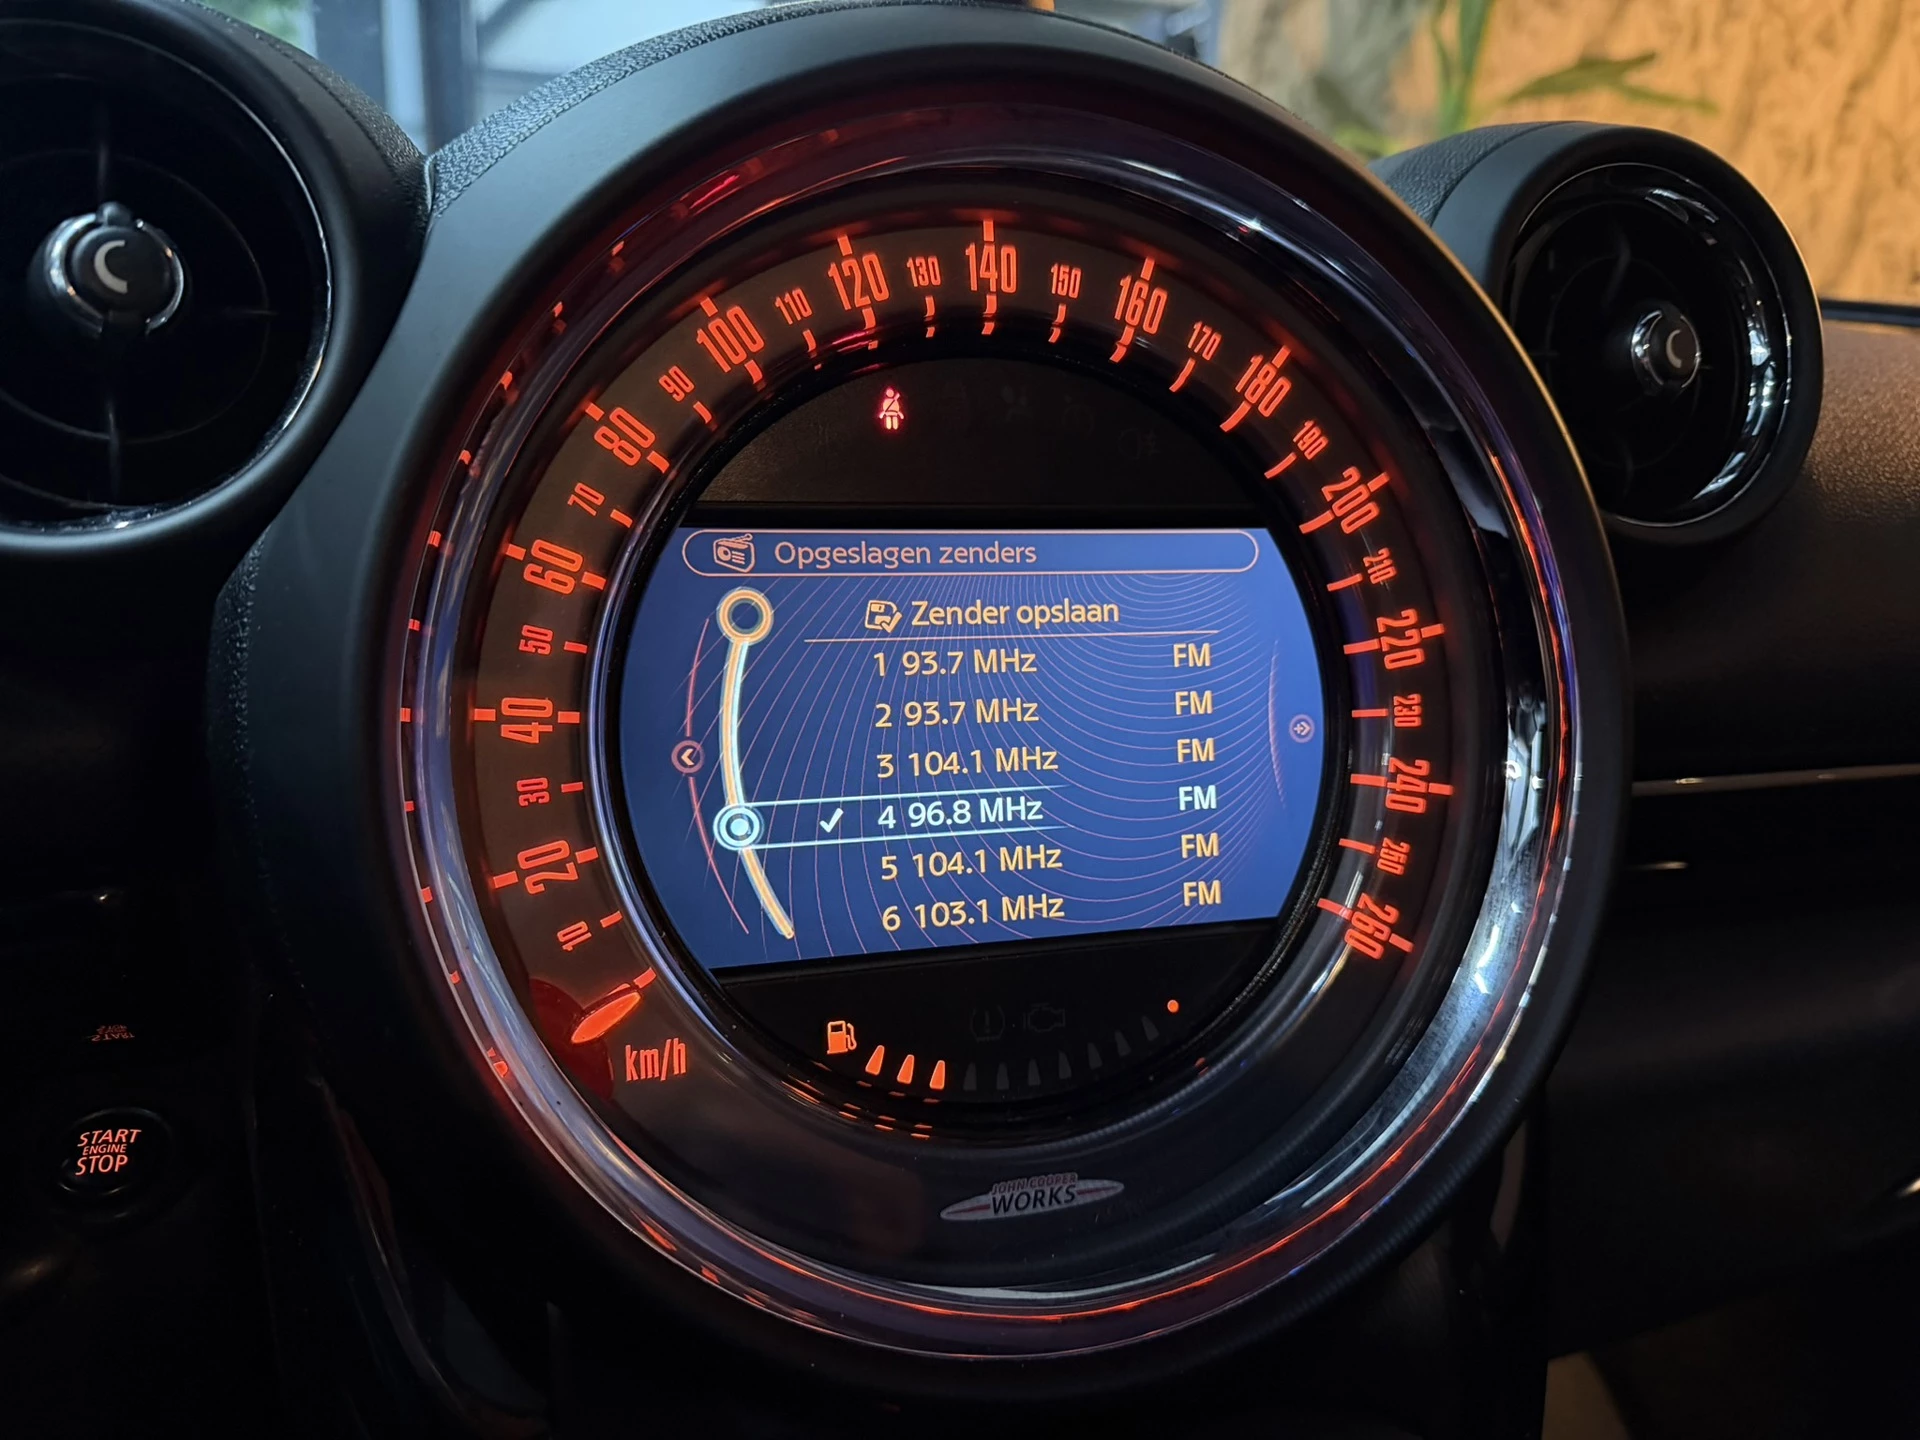 120
130
140
150
110
160
100
170
90
180
80
190
70
200
60
210
50
220
40
230
30
240
20
250
10
260
km/h
Opgeslagen zenders
Zender opslaan
1 93.7 MHz FM
2 93.7 MHz FM
3 104.1 MHz FM
4 96.8 MHz FM
5 104.1 MHz FM
6 103.1 MHz FM
START
ENGINE
STOP
JOHN COOPER
WORKS